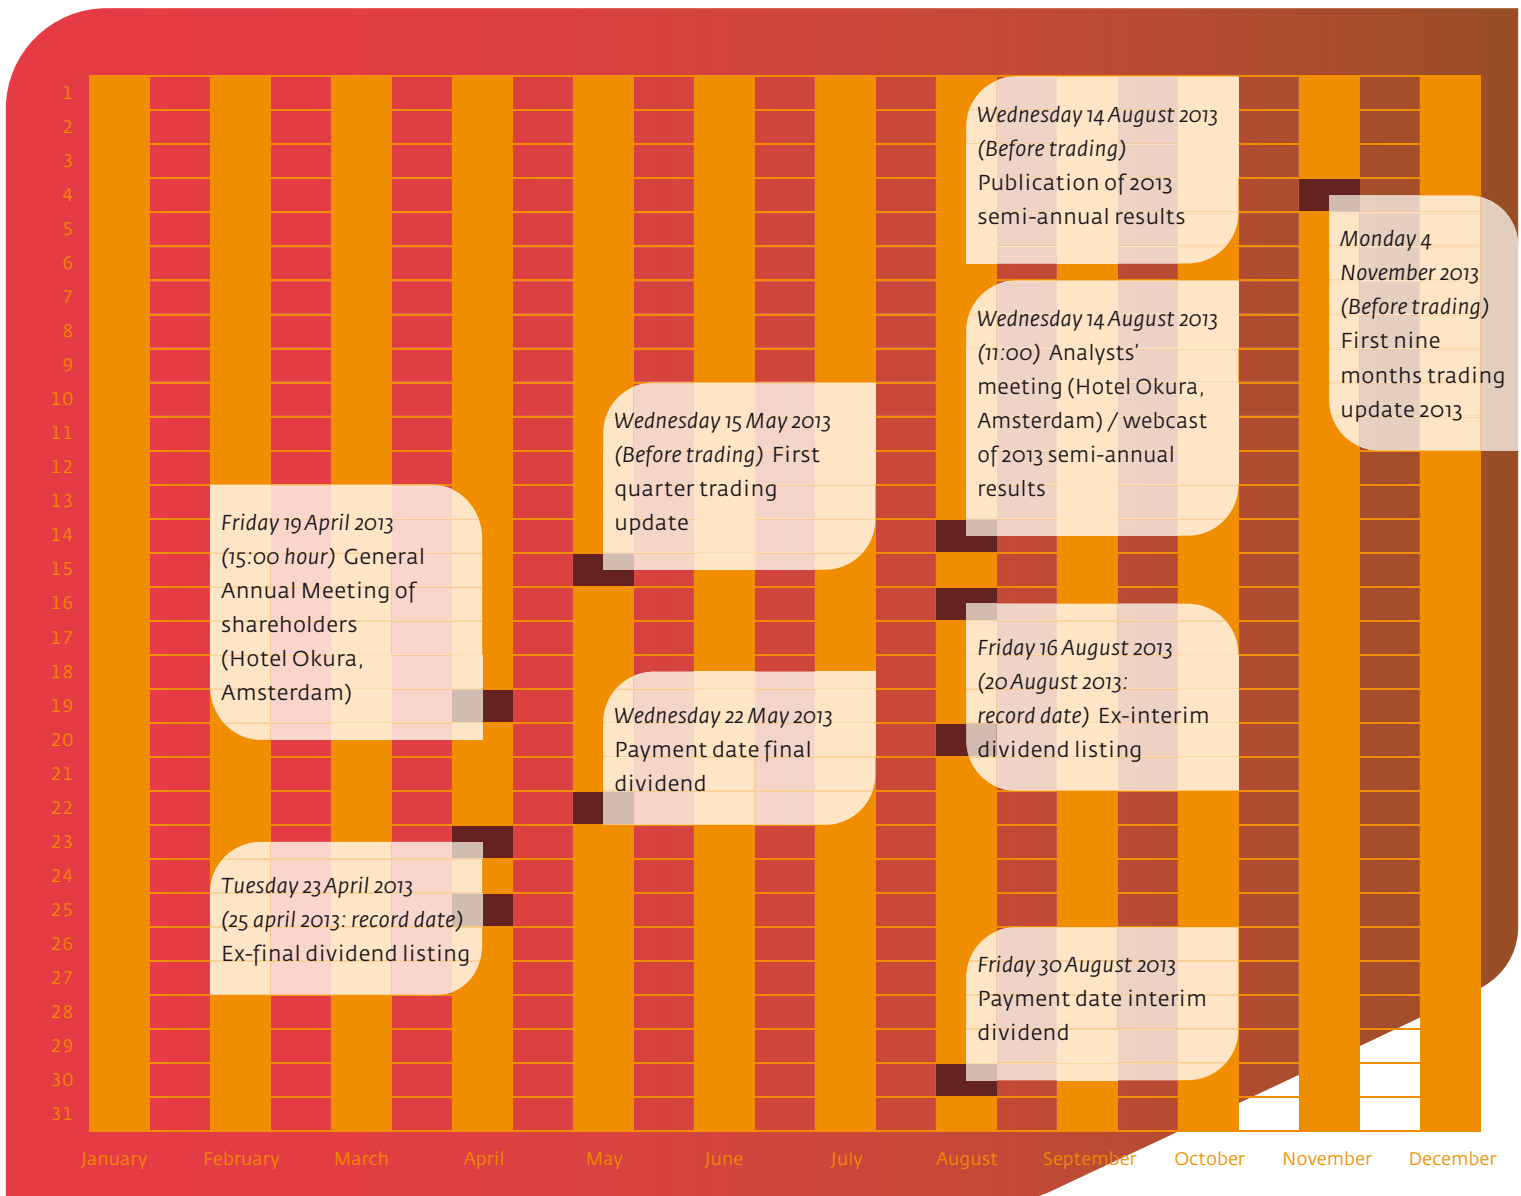 1
2
3
4
5
6
7
8
9
10
11
12
13
14
15
16
17
18
19
20
21
22
23
24
25
26
27
28
29
30
31
Friday 19 April 2013
(15:00 hour) General
Annual Meeting of
shareholders
(Hotel Okura,
Amsterdam)
Tuesday 23 April 2013
(25 april 2013: record date)
Ex-final dividend listing
Wednesday 15 May 2013
(Before trading) First
quarter trading
update
Wednesday 22 May 2013
Payment date final
dividend
Wednesday 14 August 2013
(Before trading)
Publication of 2013
semi-annual results
Wednesday 14 August 2013
(11:00) Analysts'
meeting (Hotel Okura,
Amsterdam) / webcast
of 2013 semi-annual
results
Friday 16 August 2013
(20 August 2013:
record date) Ex-interim
dividend listing
Friday 30 August 2013
Payment date interim
dividend
Monday 4
November 2013
(Before trading)
First nine
months trading
update 2013
January February March April May June July August September October November December